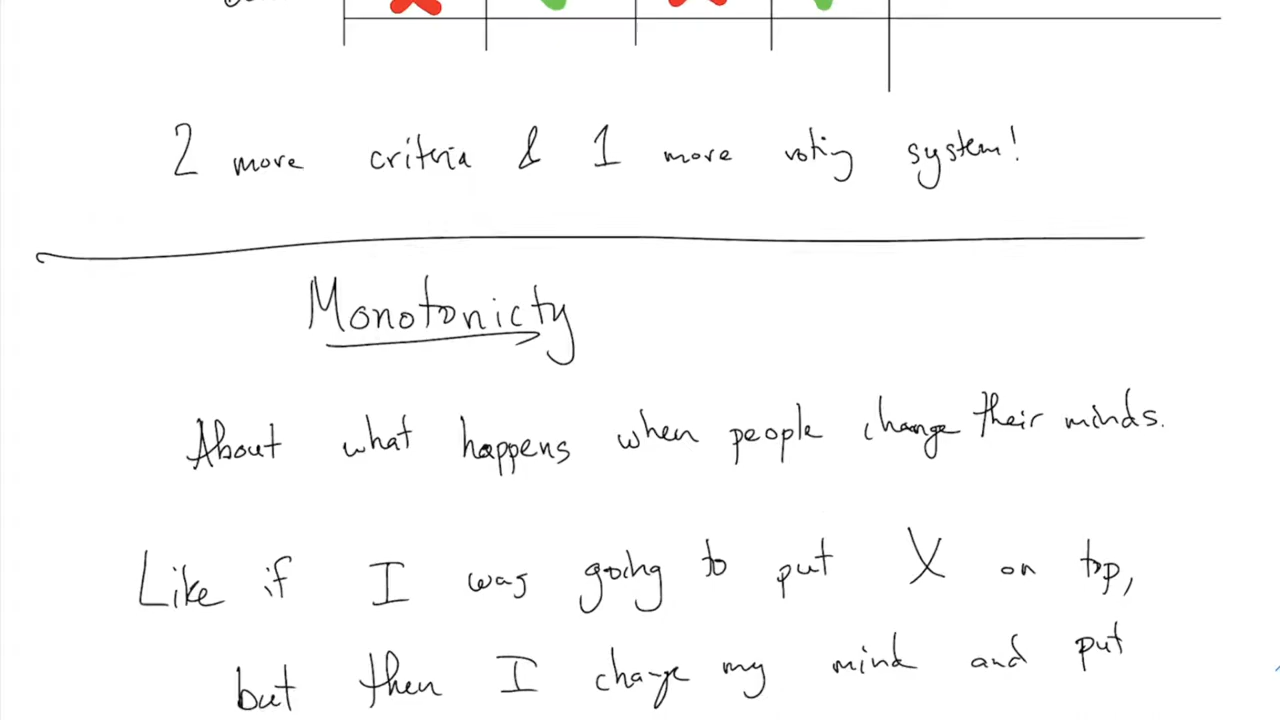 2 more criteria & 1 more voting system!
Monotonicty
About what happens when people change their minds.
Like if I was going to put X on top,
but then I change my mind and put